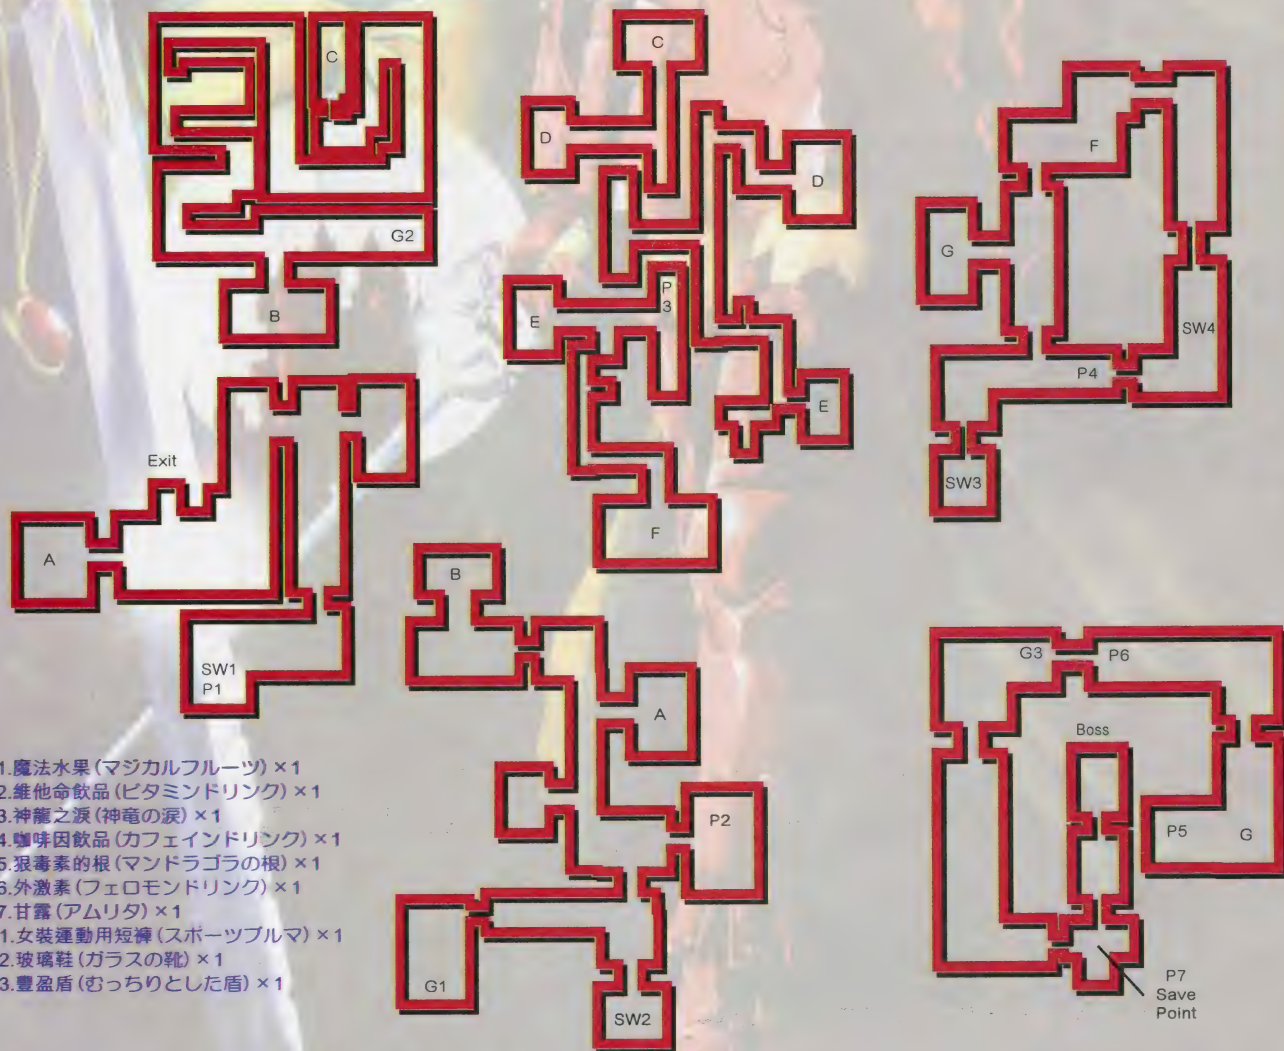 C
G2
B
C
D
D
P
3
E
E
F
F
G
SW4
P4
SW3
Exit
A
SW1
P1
B
A
P2
G1
SW2
G3
P6
Boss
P5
G
P7
Save
Point
1.魔法水果(マジカルフルーツ)×1
2.維他命飲品(ビタミンドリンク)×1
3.神龍之淚(神竜の涙)×1
4.咖啡因飲品(カフェインドリンク)×1
5.狠毒素的根(マンドラゴラの根)×1
6.外激素(フェロモンドリンク)×1
7.甘露(アムリタ)×1
1.女裝運動用短褲(スポーツブルマ)×1
2.玻璃鞋(ガラスの靴)×1
3.豐盈盾(むっちりとした盾)×1